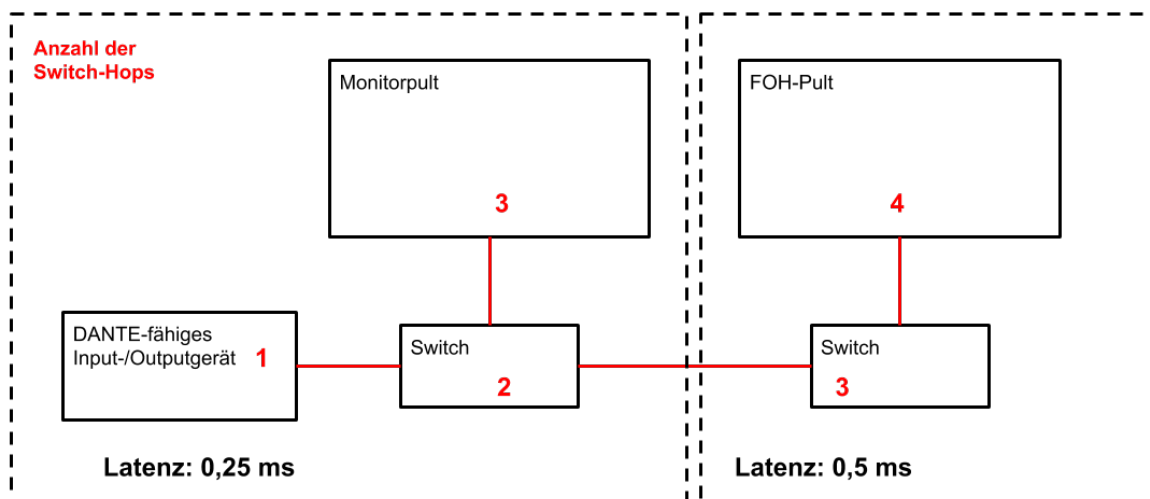 Anzahl der
Switch-Hops
Monitorpult
3
FOH-Pult
4
DANTE-fähiges
Input-/Outputgerät 1
Switch
2
Switch
3
Latenz: 0,25 ms
Latenz: 0,5 ms